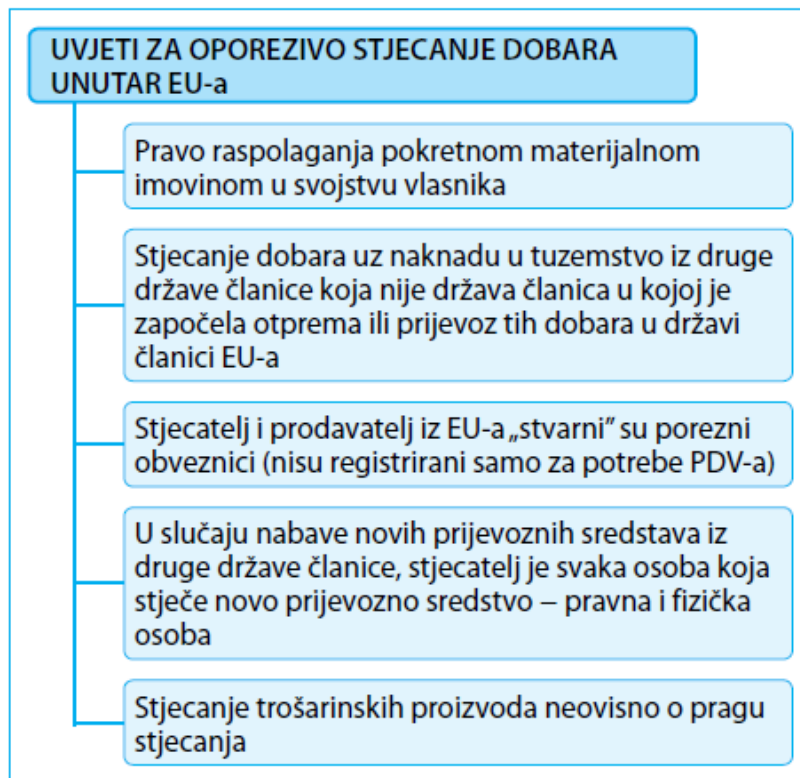 UVJETI ZA OPOREZIVO STJECANJE DOBARA
UNUTAR EU-a
Pravo raspolaganja pokretnom materijalnom
imovinom u svojstvu vlasnika
Stjecanje dobara uz naknadu u tuzemstvo iz druge
države članice koja nije država članica u kojoj je
započela otprema ili prijevoz tih dobara u državi
članici EU-a
Stjecatelj i prodavatelj iz EU-a „stvarni” su porezni
obveznici (nisu registrirani samo za potrebe PDV-a)
U slučaju nabave novih prijevoznih sredstava iz
druge države članice, stjecatelj je svaka osoba koja
stječe novo prijevozno sredstvo – pravna i fizička
osoba
Stjecanje trošarinskih proizvoda neovisno o pragu
stjecanja